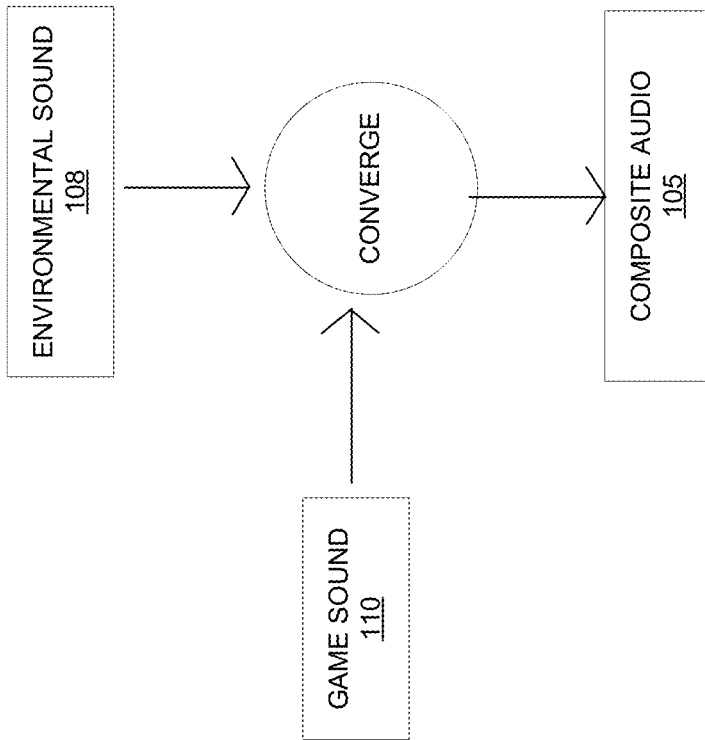 ENVIRONMENTAL SOUND
108
GAME SOUND
110
CONVERGE
COMPOSITE AUDIO
105